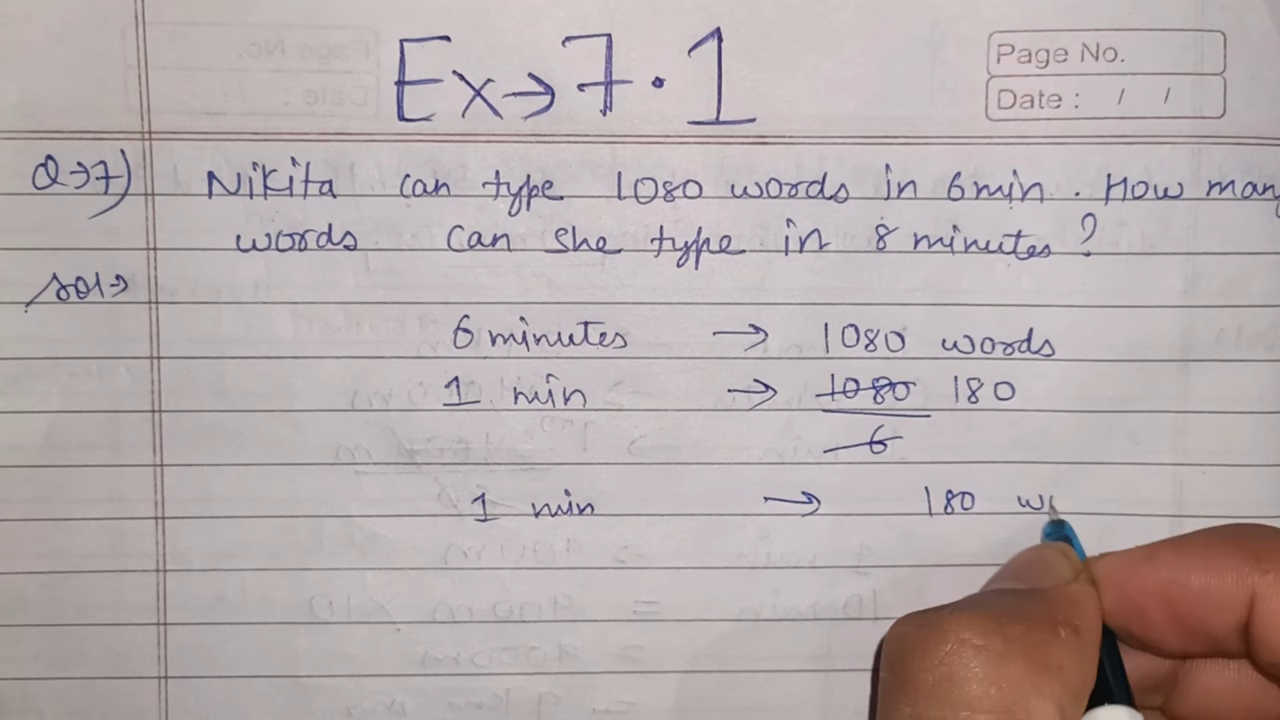 Ex→7.1
Page No.
Date : / /
Q→7) Nikita can type 1080 words in 6min. How many
words can she type in 8 minutes?
Sol→
6 minutes → 1080 words
1 min → 1080 180
6
1 min → 180 w